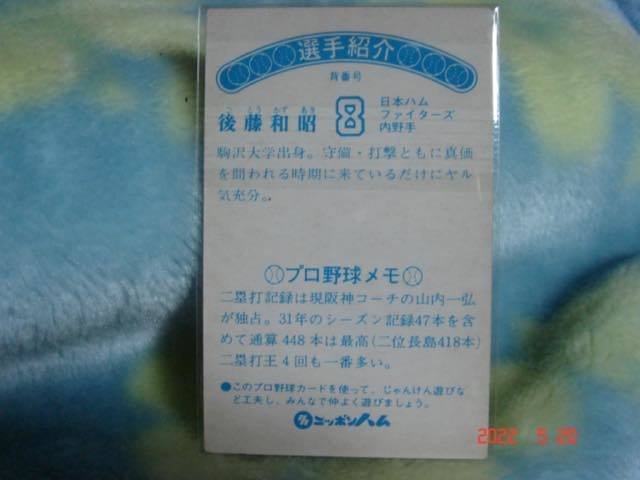 選手紹介
背番号
ごとうかずあき
後藤和昭
8
日本ハム
ファイターズ
内野手
駒沢大学出身。守備・打撃ともに真価
を問われる時期に来ているだけにヤル
気充分。
プロ野球メモ
二塁打記録は現阪神コーチの山内一弘
が独占。31年のシーズン記録47本を含
めて通算448本は最高(二位長島418本)
二塁打王4回も一番多い。
●このプロ野球カードを使って、じゃんけん遊びな
ど工夫し、みんなで仲よく遊びましょう。
ニッポンハム
2022 5 20